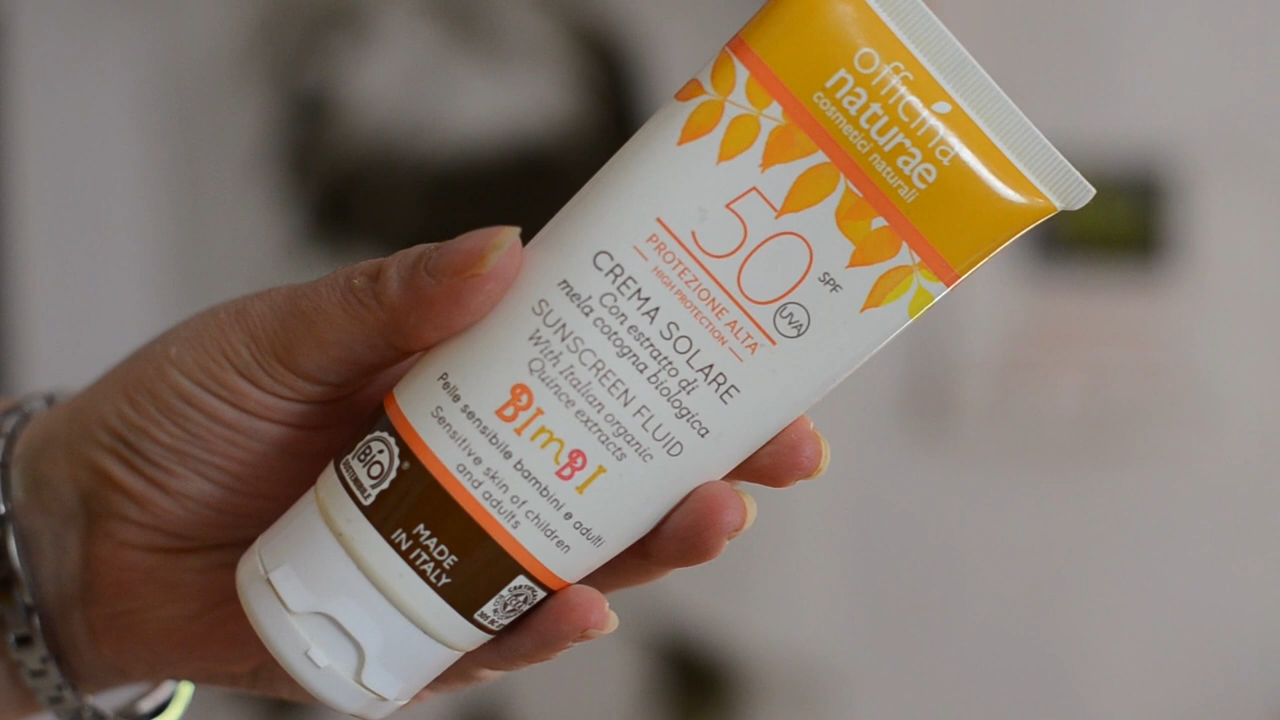 officina
naturae
cosmetici naturali
50
SPF
UVA
PROTEZIONE ALTA
HIGH PROTECTION
CREMA SOLARE
Con estratto di
mela cotogna biologica
SUNSCREEN FLUID
With Italian organic
Quince extracts
BImBI
Pelle sensibile bambini e adulti
Sensitive skin of children
and adults
BIO
SOSTENIBILE
MADE
IN ITALY